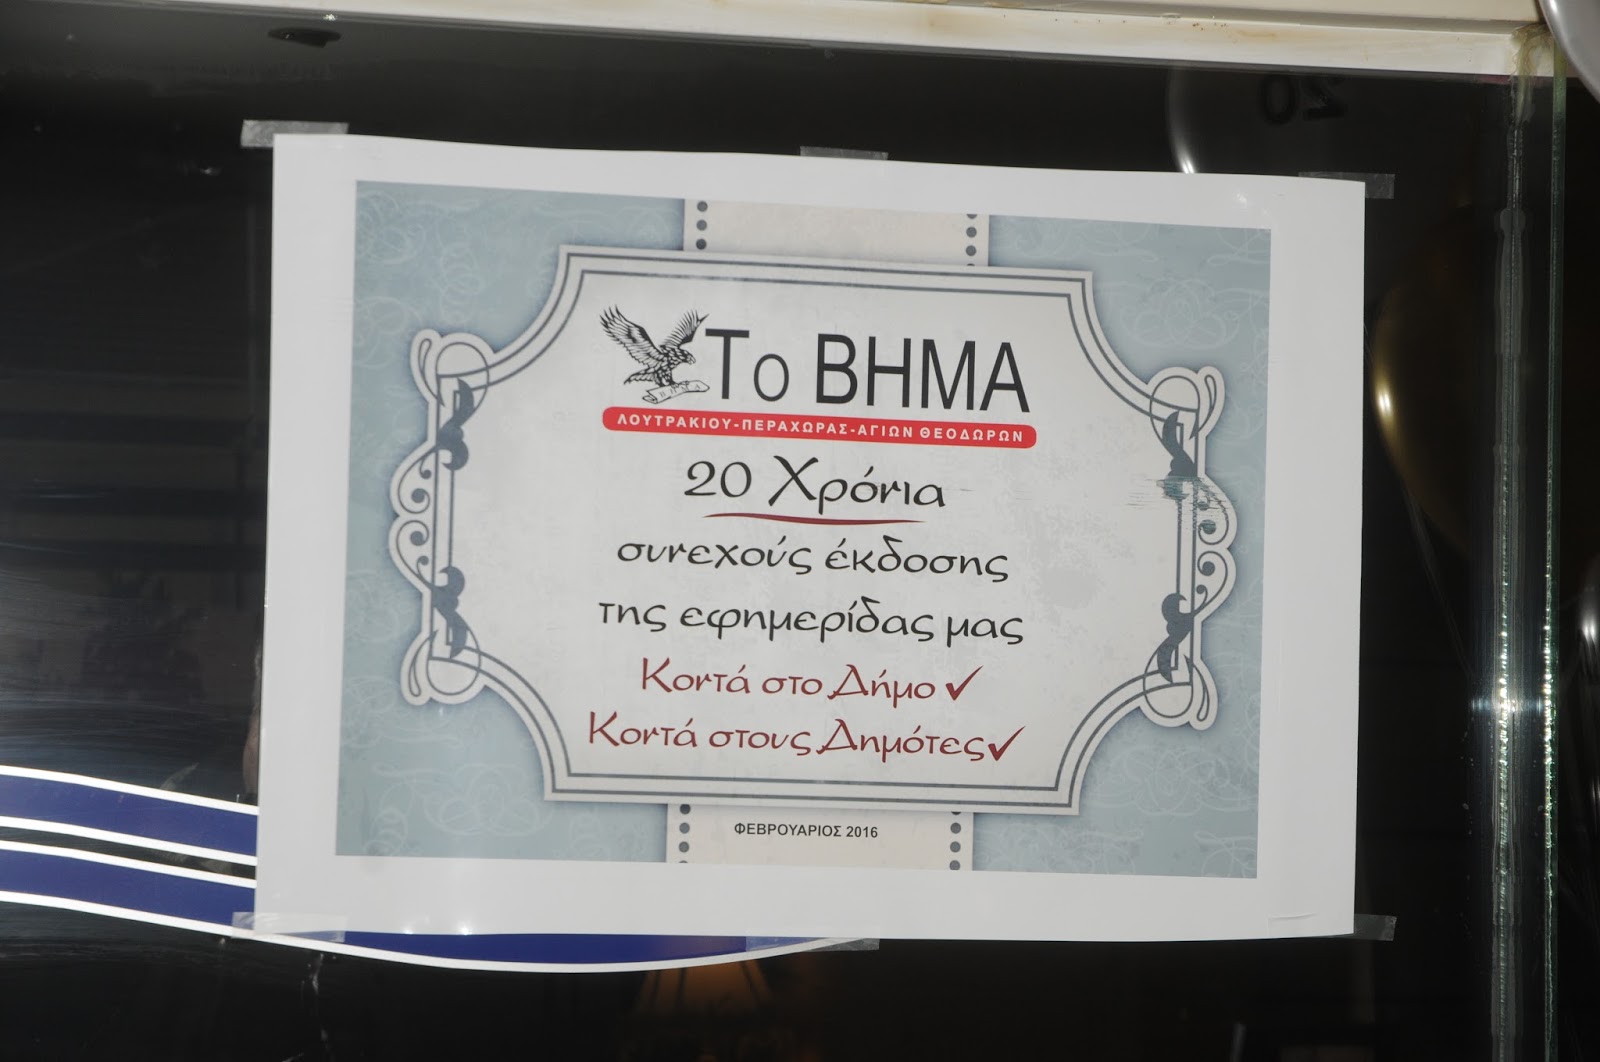 Το ΒΗΜΑ
ΛΟΥΤΡΑΚΙΟΥ-ΠΕΡΑΧΩΡΑΣ-ΑΓΙΩΝ ΘΕΟΔΩΡΩΝ
20 Χρόνια
συνεχούς έκδοσης
της εφημερίδας μας
Κοντά στο Δήμο ✓
Κοντά στους Δημότες✓
ΦΕΒΡΟΥΑΡΙΟΣ 2016
20